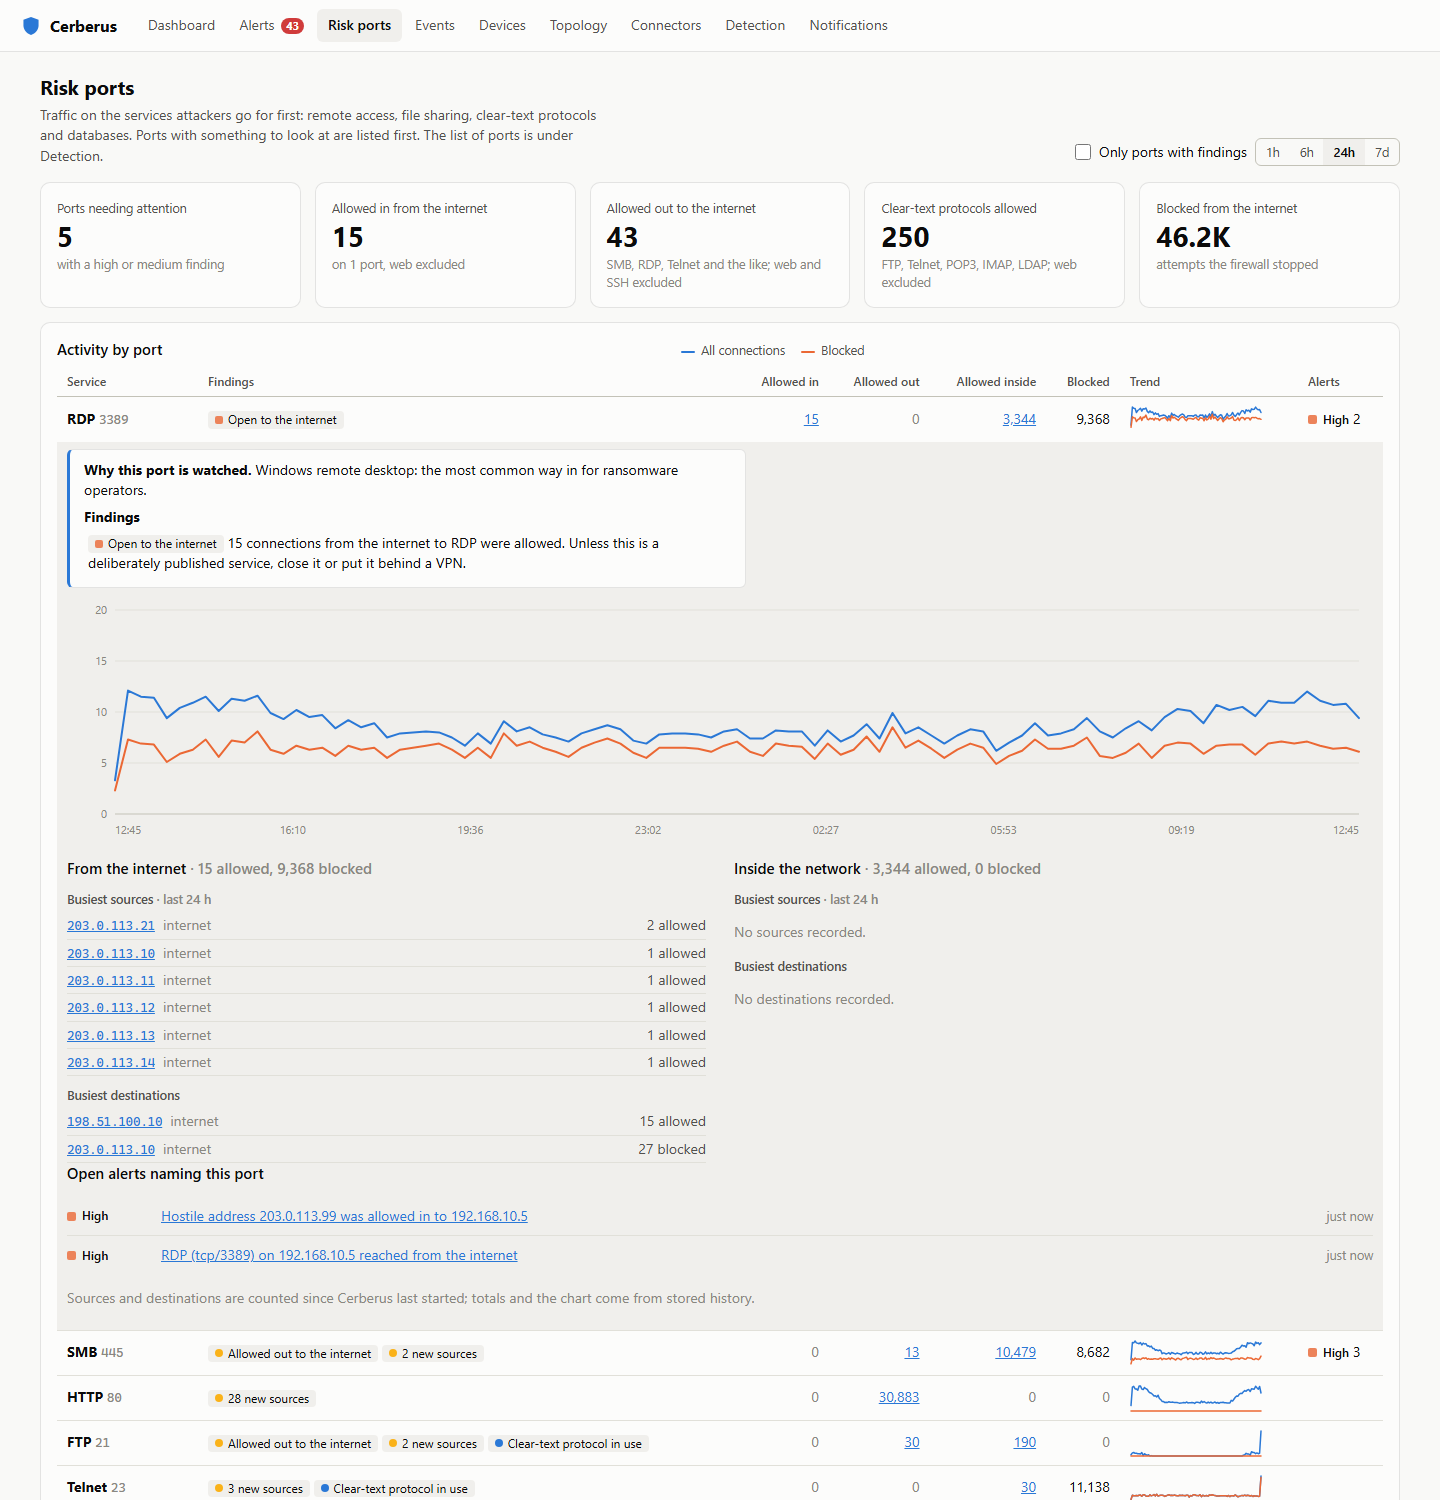 Cerberus
Dashboard
Alerts 43
Risk ports
Events
Devices
Topology
Connectors
Detection
Notifications
Risk ports
Traffic on the services attackers go for first: remote access, file sharing, clear-text protocols
and databases. Ports with something to look at are listed first. The list of ports is under
Detection.
Only ports with findings
1h 6h 24h 7d
Ports needing attention
5
with a high or medium finding
Allowed in from the internet
15
on 1 port, web excluded
Allowed out to the internet
43
SMB, RDP, Telnet and the like; web and
SSH excluded
Clear-text protocols allowed
250
FTP, Telnet, POP3, IMAP, LDAP; web
excluded
Blocked from the internet
46.2K
attempts the firewall stopped
Activity by port
All connections Blocked
Service Findings Allowed in Allowed out Allowed inside Blocked Trend Alerts
RDP 3389 Open to the internet 15 0 3,344 9,368 High 2
Why this port is watched. Windows remote desktop: the most common way in for ransomware
operators.
Findings
Open to the internet 15 connections from the internet to RDP were allowed. Unless this is a
deliberately published service, close it or put it behind a VPN.
20
15
10
5
0
12:45 16:10 19:36 23:02 02:27 05:53 09:19 12:45
From the internet · 15 allowed, 9,368 blocked
Busiest sources · last 24 h
203.0.113.21 internet 2 allowed
203.0.113.10 internet 1 allowed
203.0.113.11 internet 1 allowed
203.0.113.12 internet 1 allowed
203.0.113.13 internet 1 allowed
203.0.113.14 internet 1 allowed
Busiest destinations
198.51.100.10 internet 15 allowed
203.0.113.10 internet 27 blocked
Inside the network · 3,344 allowed, 0 blocked
Busiest sources · last 24 h
No sources recorded.
Busiest destinations
No destinations recorded.
Open alerts naming this port
High Hostile address 203.0.113.99 was allowed in to 192.168.10.5 just now
High RDP (tcp/3389) on 192.168.10.5 reached from the internet just now
Sources and destinations are counted since Cerberus last started; totals and the chart come from stored history.
SMB 445 Allowed out to the internet 2 new sources 0 13 10,479 8,682 High 3
HTTP 80 28 new sources 0 30,883 0 0
FTP 21 Allowed out to the internet 2 new sources Clear-text protocol in use 0 30 190 0
Telnet 23 3 new sources Clear-text protocol in use 0 0 30 11,138